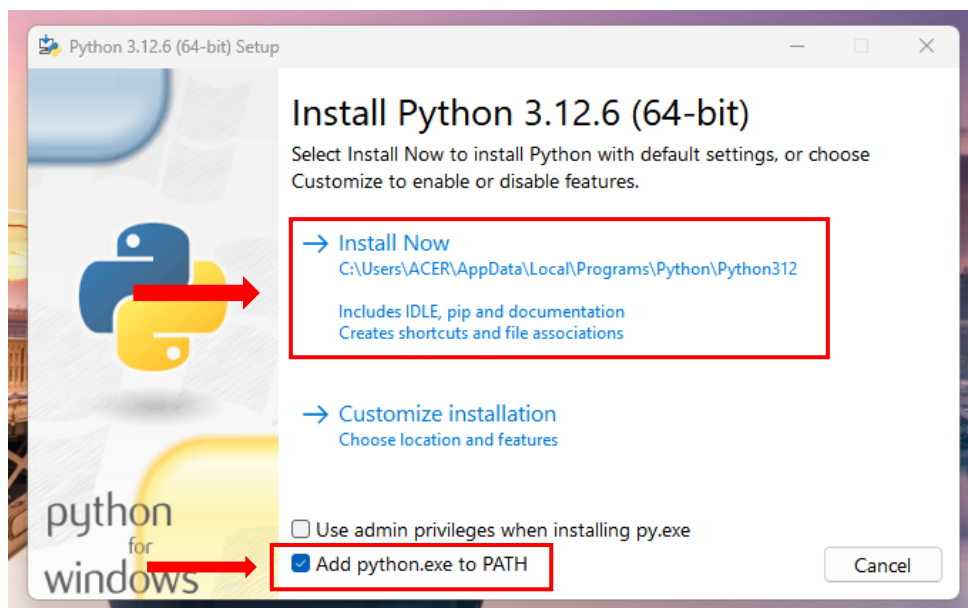 Python 3.12.6 (64-bit) Setup
Install Python 3.12.6 (64-bit)
Select Install Now to install Python with default settings, or choose
Customize to enable or disable features.
Install Now
C:\Users\ACER\AppData\Local\Programs\Python\Python312
Includes IDLE, pip and documentation
Creates shortcuts and file associations
Customize installation
Choose location and features
python
for
windows
Use admin privileges when installing py.exe
Add python.exe to PATH
Cancel